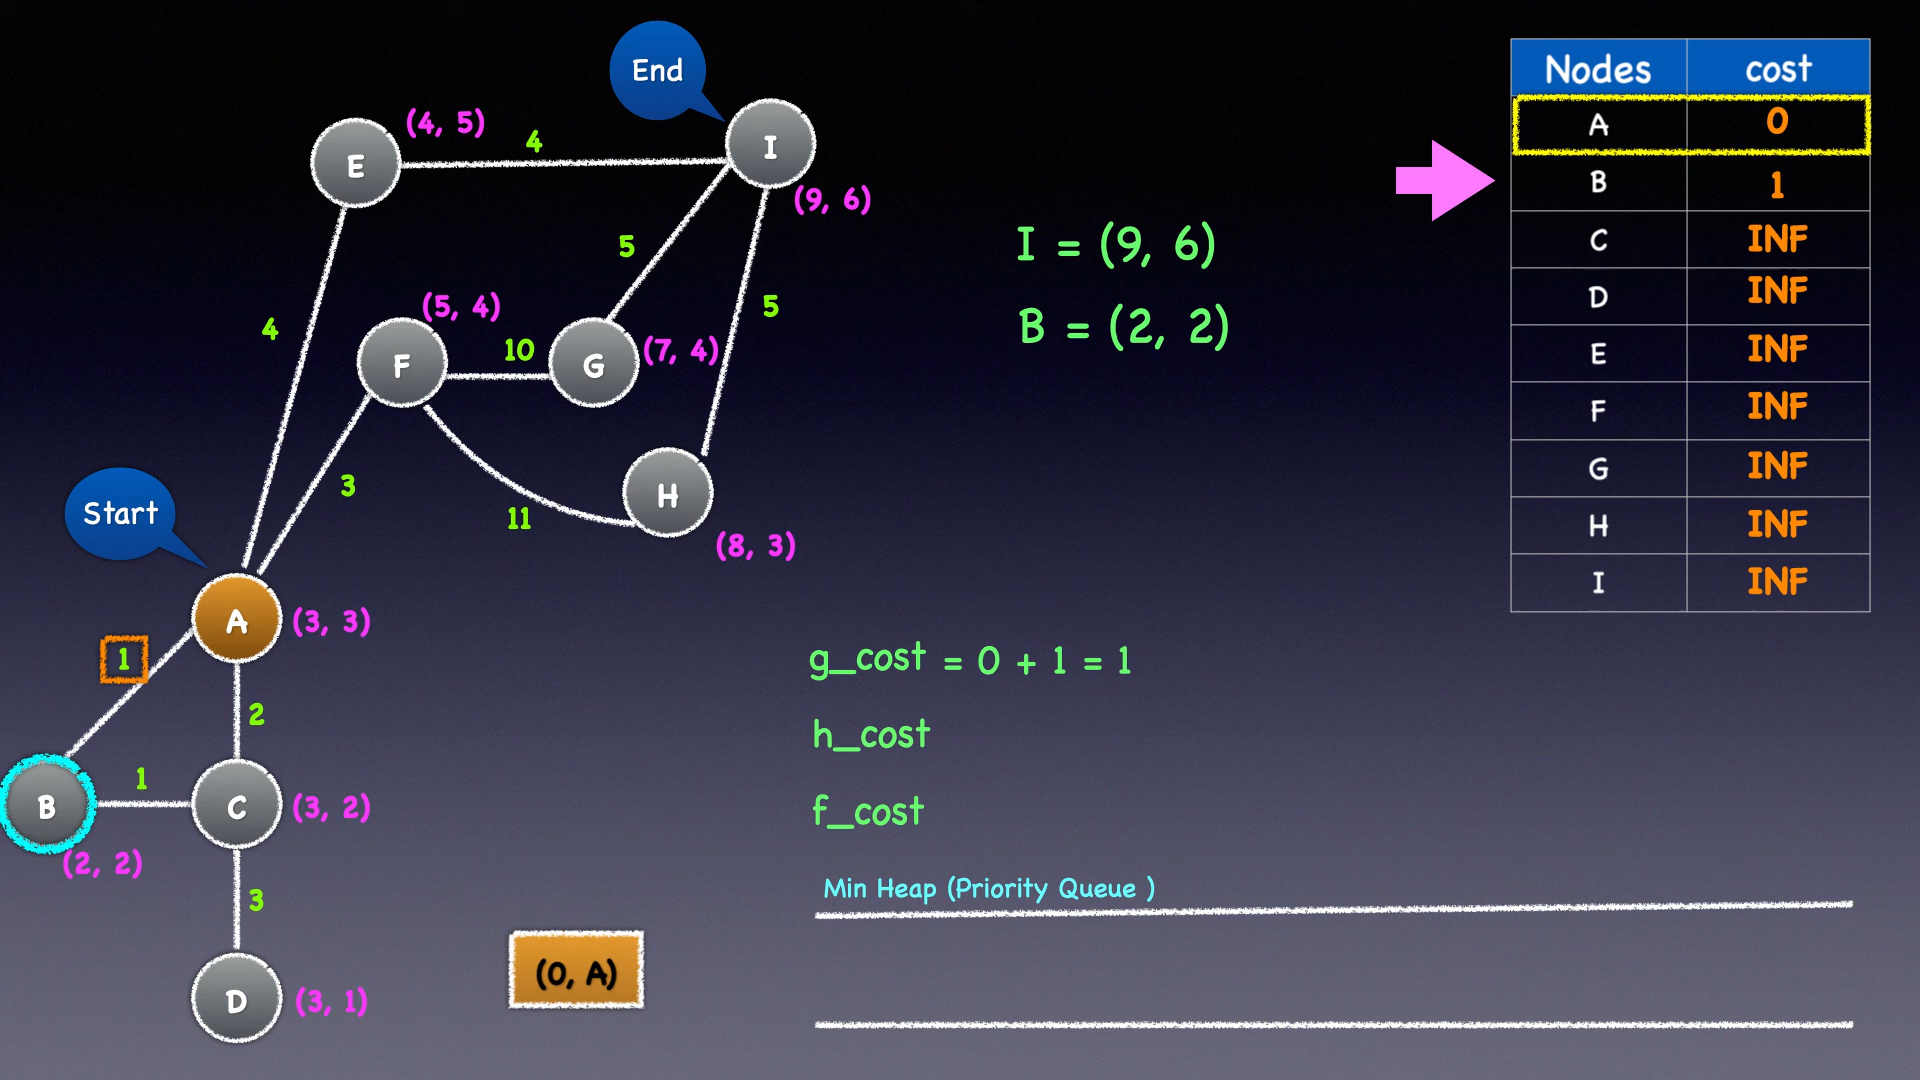 End
I
(9, 6)
E
(4, 5)
4
5
5
4
F
(5, 4)
10
G
(7, 4)
3
11
H
(8, 3)
Start
A
(3, 3)
1
2
B
(2, 2)
1
C
(3, 2)
3
D
(3, 1)
(0, A)
I = (9, 6)
B = (2, 2)
g_cost = 0 + 1 = 1
h_cost
f_cost
Min Heap (Priority Queue )
Nodes cost
A 0
B 1
C INF
D INF
E INF
F INF
G INF
H INF
I INF